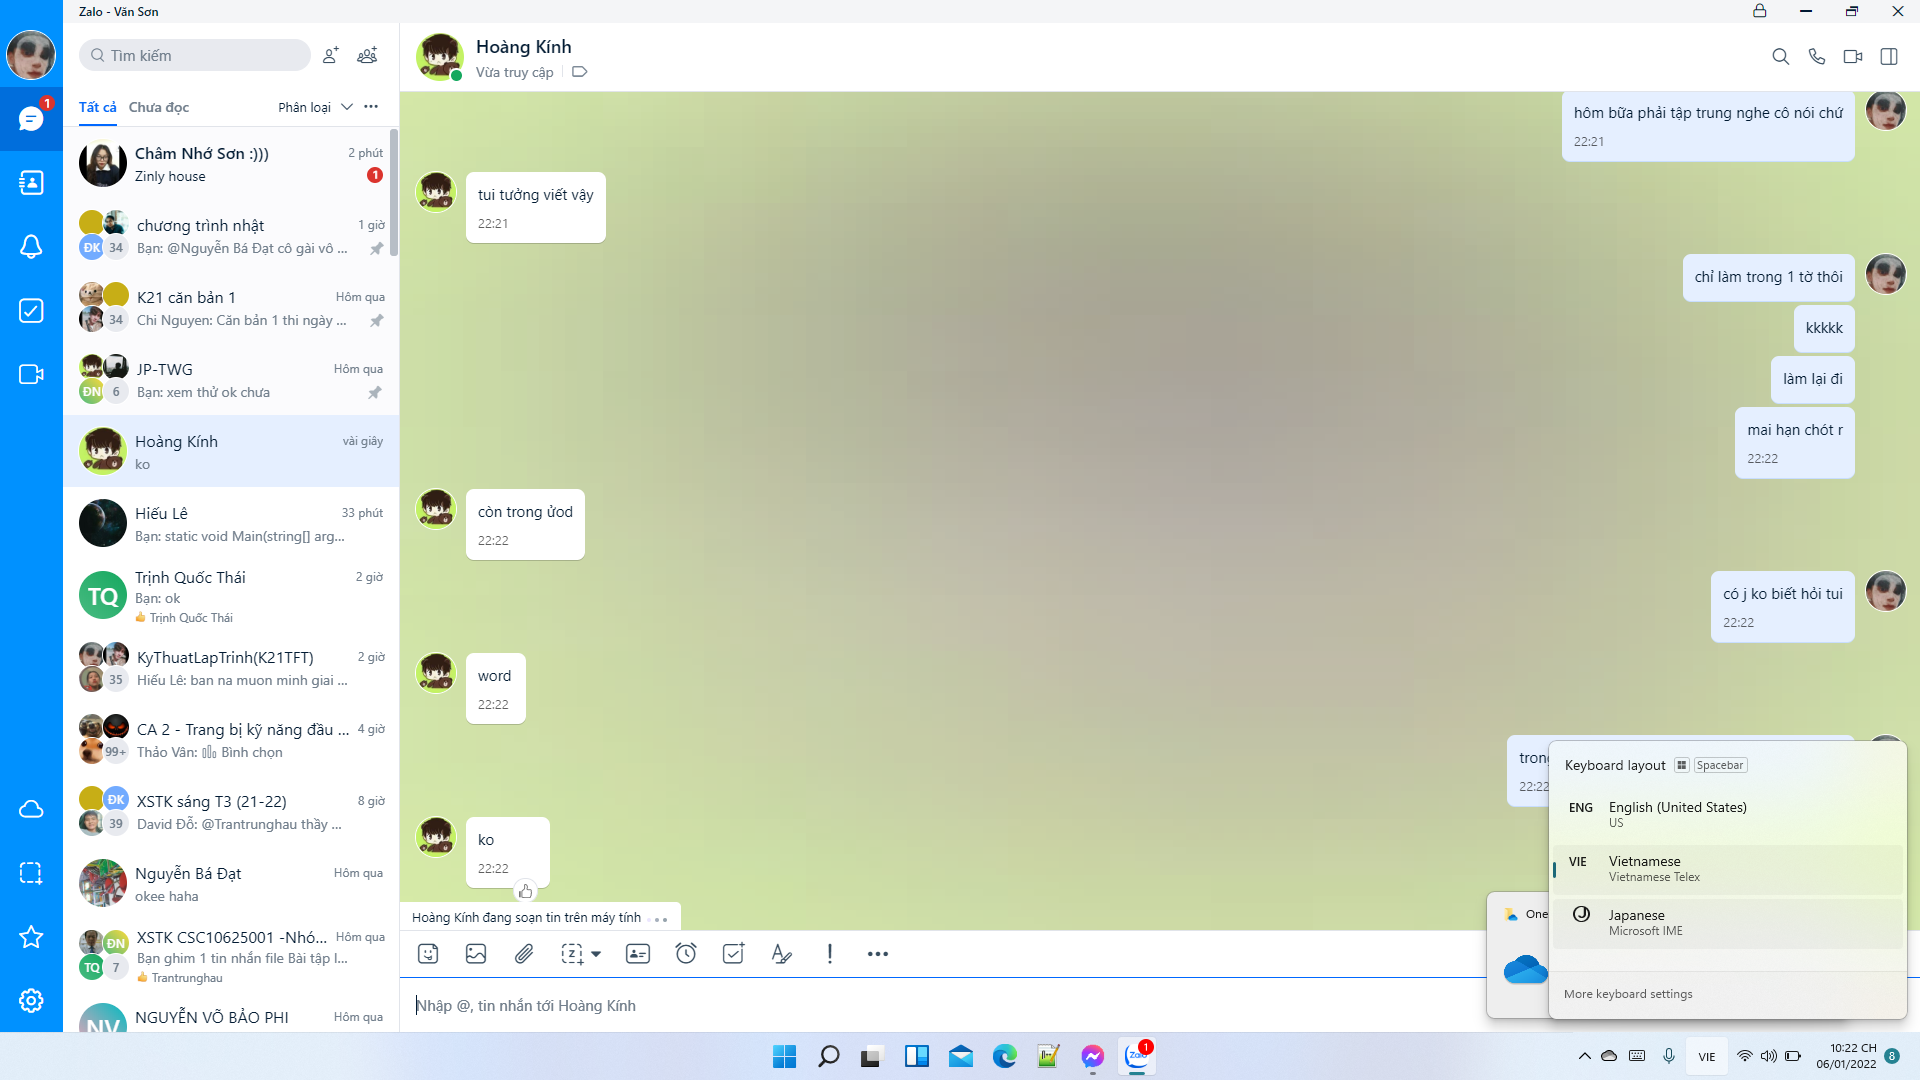 Zalo - Văn Sơn
Tìm kiếm
Tất cả Chưa đọc Phân loại
1
Châm Nhớ Sơn :))) 2 phút
Zinly house 1
chương trình nhật 1 giờ
ĐK 34 Bạn: @Nguyễn Bá Đạt cô gài vô ...
K21 căn bản 1 Hôm qua
34 Chi Nguyen: Căn bản 1 thi ngày ...
JP-TWG Hôm qua
ĐN 6 Bạn: xem thử ok chưa
Hoàng Kính vài giây
ko
Hiếu Lê 33 phút
Bạn: static void Main(string[] arg...
TQ Trịnh Quốc Thái 2 giờ
Bạn: ok
Trịnh Quốc Thái
KyThuatLapTrinh(K21TFT) 2 giờ
35 Hiếu Lê: ban na muon minh giai ...
CA 2 - Trang bị kỹ năng đầu ... 4 giờ
99+ Thảo Vân: Bình chọn
ĐK XSTK sáng T3 (21-22) 8 giờ
39 David Đỗ: @Trantrunghau thầy ...
Nguyễn Bá Đạt Hôm qua
okee haha
ĐN XSTK CSC10625001 -Nhó... Hôm qua
TQ 7 Bạn ghim 1 tin nhắn file Bài tập l...
Trantrunghau
NV NGUYỄN VÕ BẢO PHI Hôm qua
Hoàng Kính
Vừa truy cập
hôm bữa phải tập trung nghe cô nói chứ
22:21
tui tưởng viết vậy
22:21
chỉ làm trong 1 tờ thôi
kkkkk
làm lại đi
mai hạn chót r
22:22
còn trong ửod
22:22
có j ko biết hỏi tui
22:22
word
22:22
trong
22:22
ko
22:22
Hoàng Kính đang soạn tin trên máy tính
Nhập @, tin nhắn tới Hoàng Kính
One
Keyboard layout Spacebar
ENG English (United States)
US
VIE Vietnamese
Vietnamese Telex
Japanese
Microsoft IME
More keyboard settings
Zalo 1
VIE
10:22 CH
06/01/2022 8